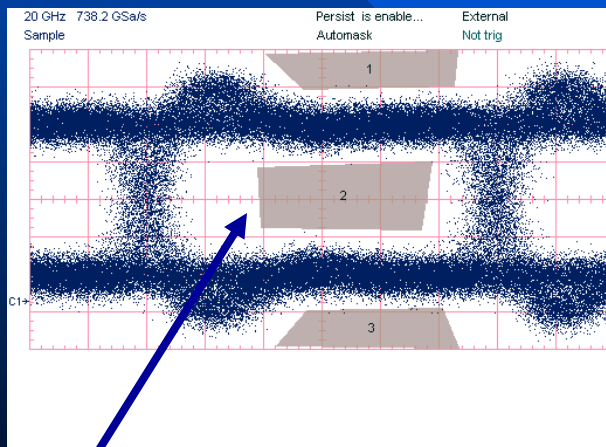 20 GHz 738.2 GSa/s Persist is enable... External
Sample Automask Not trig
1
2
C1
3